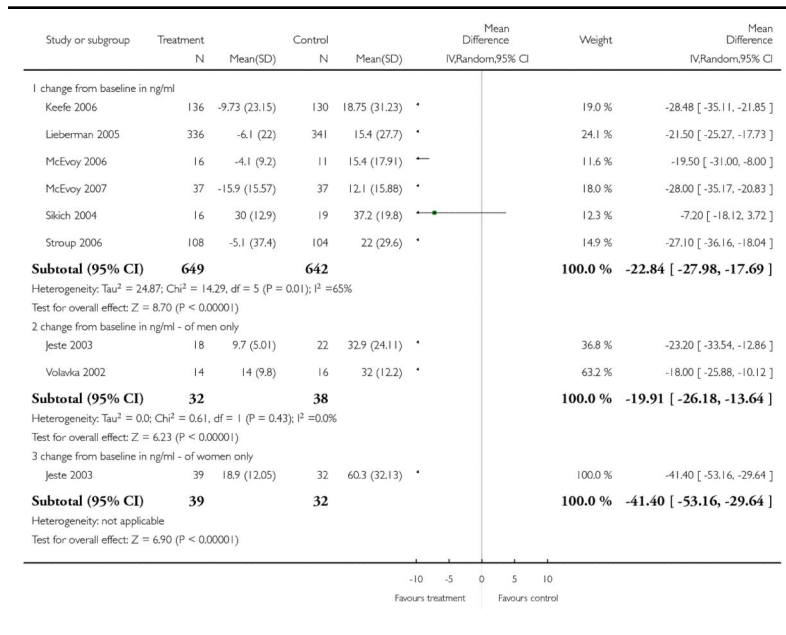 Study or subgroup Treatment Control Mean Difference Weight Mean Difference
N Mean(SD) N Mean(SD) IV,Random,95% CI IV,Random,95% CI
1 change from baseline in ng/ml
Keefe 2006 136 -9.73 (23.15) 130 18.75 (31.23) 19.0 % -28.48 [ -35.11, -21.85 ]
Lieberman 2005 336 -6.1 (22) 341 15.4 (27.7) 24.1 % -21.50 [ -25.27, -17.73 ]
McEvoy 2006 16 -4.1 (9.2) 11 15.4 (17.91) 11.6 % -19.50 [ -31.00, -8.00 ]
McEvoy 2007 37 -15.9 (15.57) 37 12.1 (15.88) 18.0 % -28.00 [ -35.17, -20.83 ]
Sikich 2004 16 30 (12.9) 19 37.2 (19.8) 12.3 % -7.20 [ -18.12, 3.72 ]
Stroup 2006 108 -5.1 (37.4) 104 22 (29.6) 14.9 % -27.10 [ -36.16, -18.04 ]
Subtotal (95% CI) 649 642 100.0 % -22.84 [ -27.98, -17.69 ]
Heterogeneity: Tau² = 24.87; Chi² = 14.29, df = 5 (P = 0.01); I² =65%
Test for overall effect: Z = 8.70 (P < 0.00001)
2 change from baseline in ng/ml - of men only
Jeste 2003 18 9.7 (5.01) 22 32.9 (24.11) 36.8 % -23.20 [ -33.54, -12.86 ]
Volavka 2002 14 14 (9.8) 16 32 (12.2) 63.2 % -18.00 [ -25.88, -10.12 ]
Subtotal (95% CI) 32 38 100.0 % -19.91 [ -26.18, -13.64 ]
Heterogeneity: Tau² = 0.0; Chi² = 0.61, df = 1 (P = 0.43); I² =0.0%
Test for overall effect: Z = 6.23 (P < 0.00001)
3 change from baseline in ng/ml - of women only
Jeste 2003 39 18.9 (12.05) 32 60.3 (32.13) 100.0 % -41.40 [ -53.16, -29.64 ]
Subtotal (95% CI) 39 32 100.0 % -41.40 [ -53.16, -29.64 ]
Heterogeneity: not applicable
Test for overall effect: Z = 6.90 (P < 0.00001)
-10 -5 0 5 10
Favours treatment Favours control